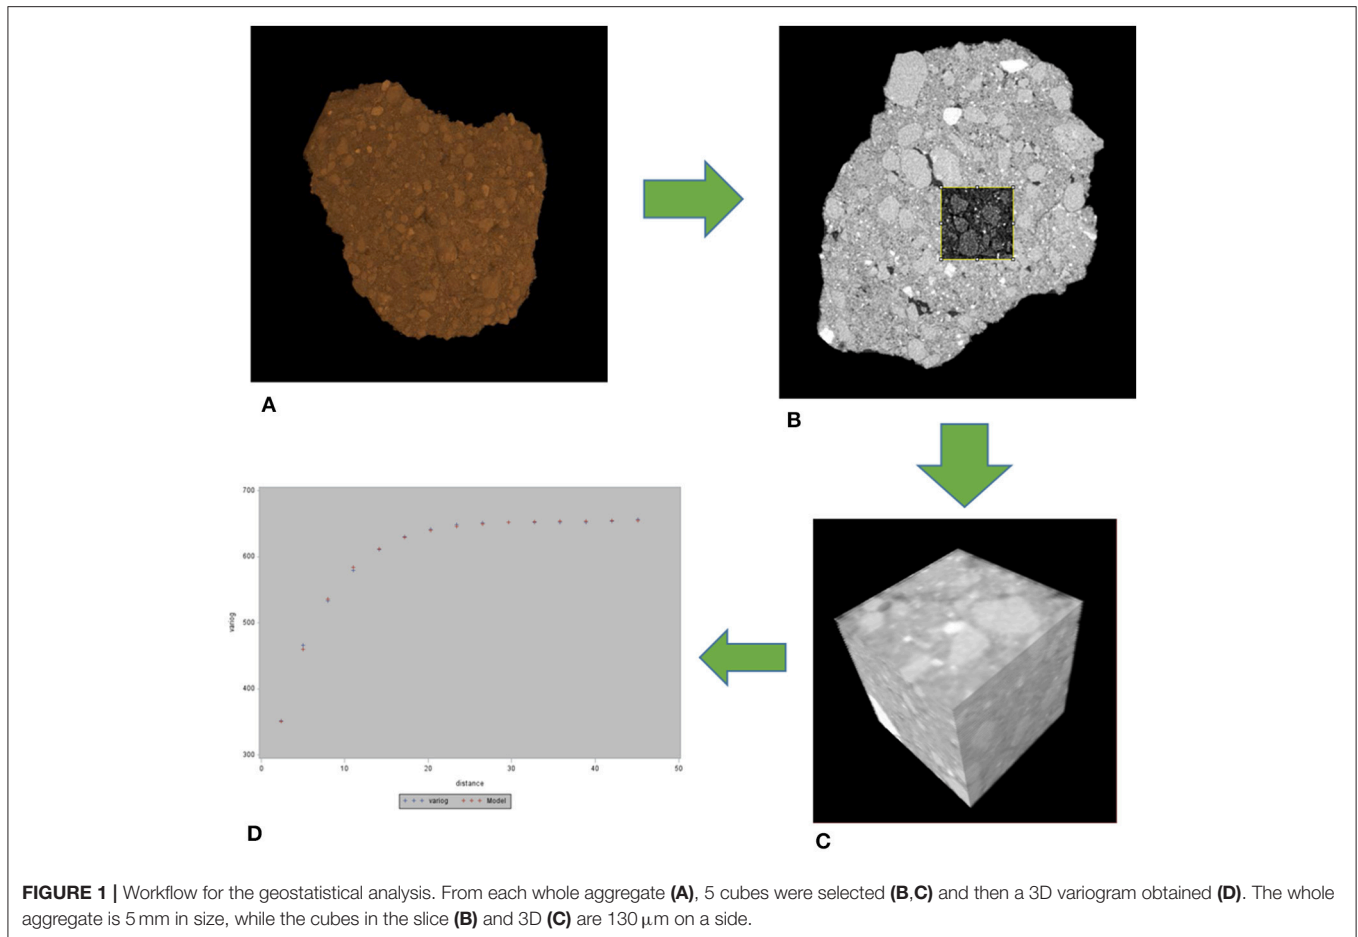 A
B
700
600
500
400
300
variog
0 10 20 30 40 50
distance
variog Model
D
C
FIGURE 1 | Workflow for the geostatistical analysis. From each whole aggregate (A), 5 cubes were selected (B,C) and then a 3D variogram obtained (D). The whole
aggregate is 5 mm in size, while the cubes in the slice (B) and 3D (C) are 130 μm on a side.